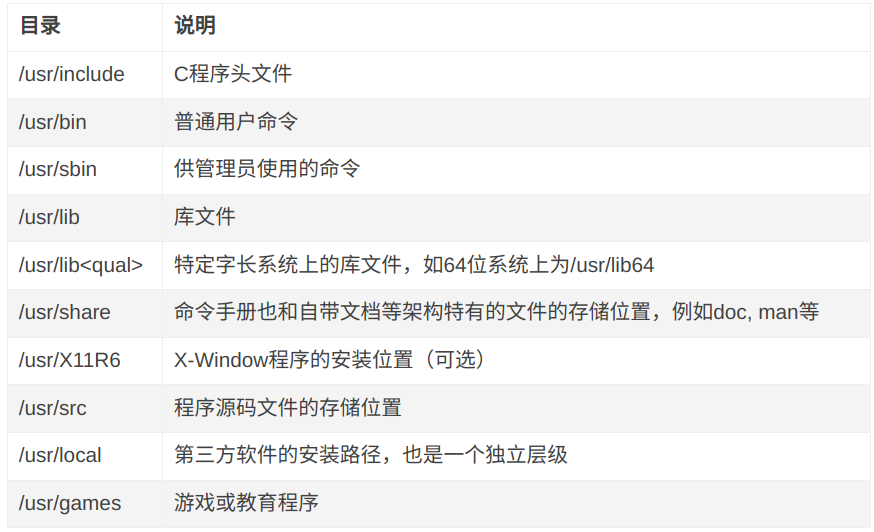 目录 说明
/usr/include C程序头文件
/usr/bin 普通用户命令
/usr/sbin 供管理员使用的命令
/usr/lib 库文件
/usr/lib<qual> 特定字长系统上的库文件，如64位系统上为/usr/lib64
/usr/share 命令手册也和自带文档等架构特有的文件的存储位置，例如doc, man等
/usr/X11R6 X-Window程序的安装位置（可选）
/usr/src 程序源码文件的存储位置
/usr/local 第三方软件的安装路径，也是一个独立层级
/usr/games 游戏或教育程序